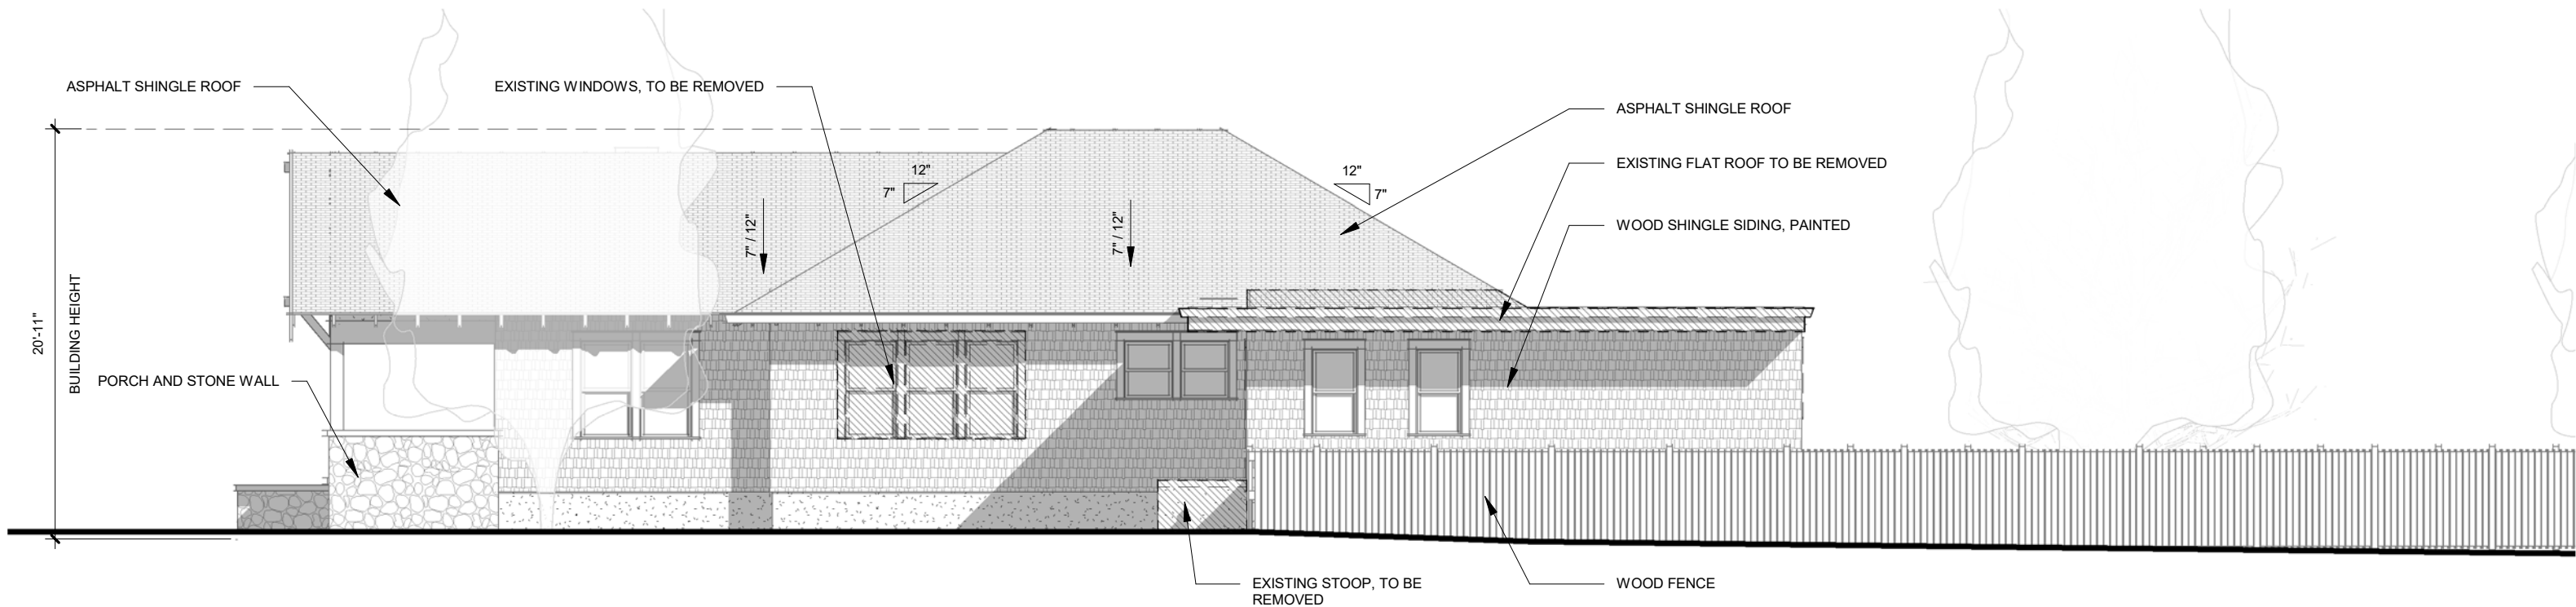 ASPHALT SHINGLE ROOF
EXISTING WINDOWS, TO BE REMOVED
ASPHALT SHINGLE ROOF
EXISTING FLAT ROOF TO BE REMOVED
WOOD SHINGLE SIDING, PAINTED
12"
7"
12"
7"
7" / 12"
7" / 12"
20'-11"
BUILDING HEIGHT
PORCH AND STONE WALL
EXISTING STOOP, TO BE
REMOVED
WOOD FENCE